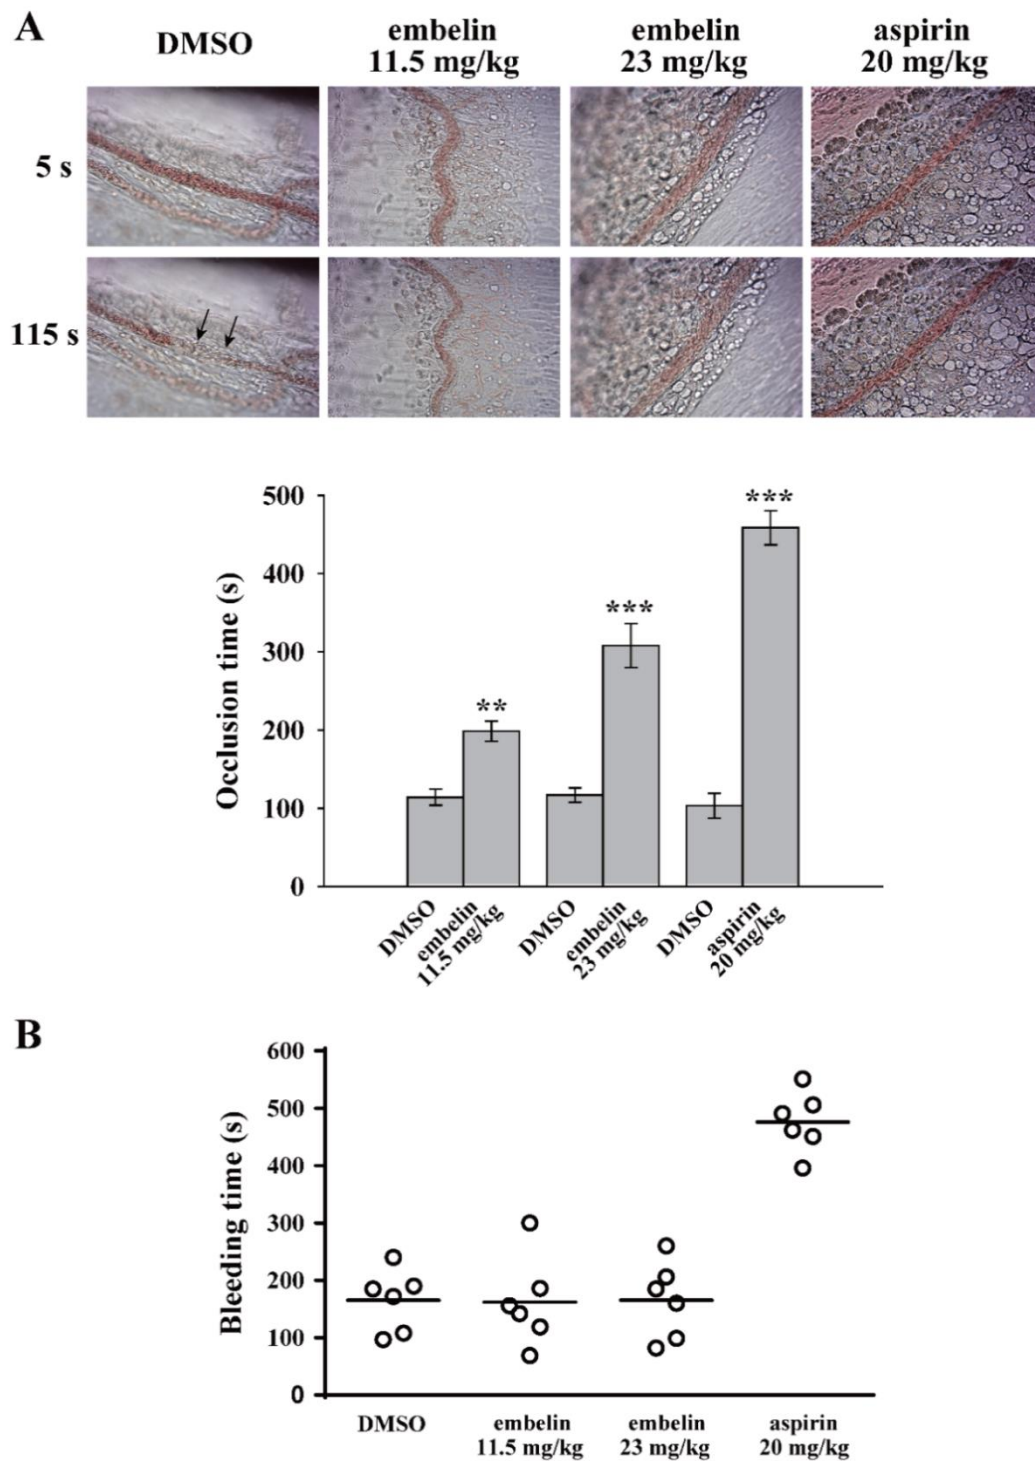 A
DMSO
embelin
11.5 mg/kg
embelin
23 mg/kg
aspirin
20 mg/kg
5 s
115 s
Occlusion time (s)
500
400
300
200
100
0
**
***
***
DMSO
embelin
11.5 mg/kg
DMSO
embelin
23 mg/kg
DMSO
aspirin
20 mg/kg
B
Bleeding time (s)
600
500
400
300
200
100
0
DMSO
embelin
11.5 mg/kg
embelin
23 mg/kg
aspirin
20 mg/kg